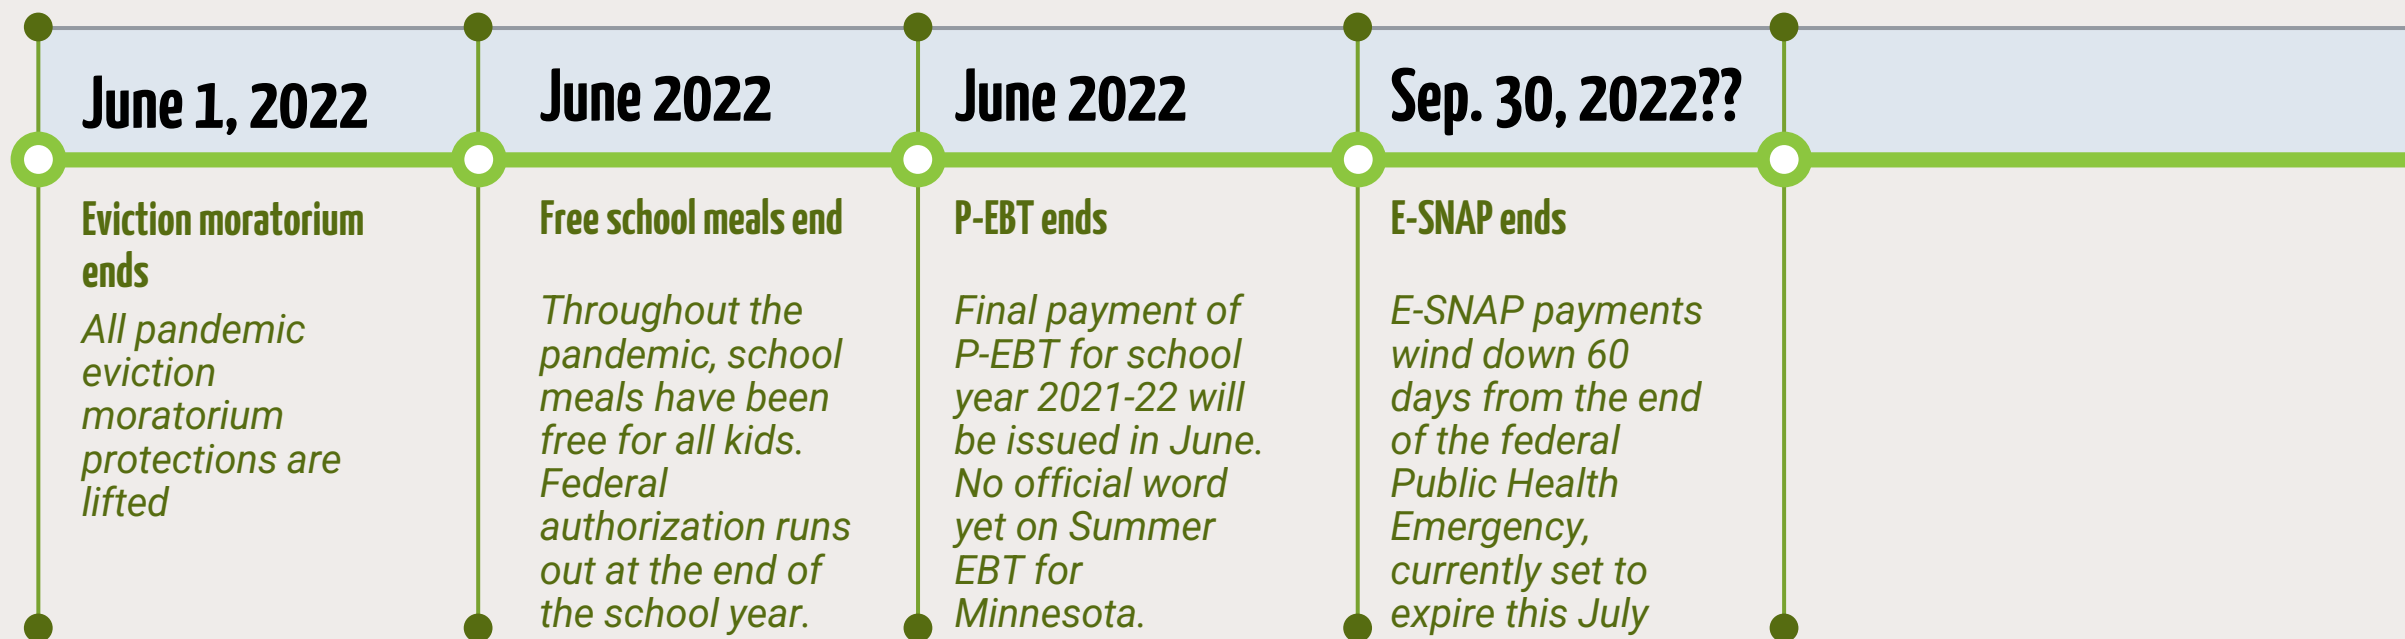 June 1, 2022
Eviction moratorium
ends
All pandemic
eviction
moratorium
protections are
lifted
June 2022
Free school meals end
Throughout the
pandemic, school
meals have been
free for all kids.
Federal
authorization runs
out at the end of
the school year.
June 2022
P-EBT ends
Final payment of
P-EBT for school
year 2021-22 will
be issued in June.
No official word
yet on Summer
EBT for
Minnesota.
Sep. 30, 2022??
E-SNAP ends
E-SNAP payments
wind down 60
days from the end
of the federal
Public Health
Emergency,
currently set to
expire this July